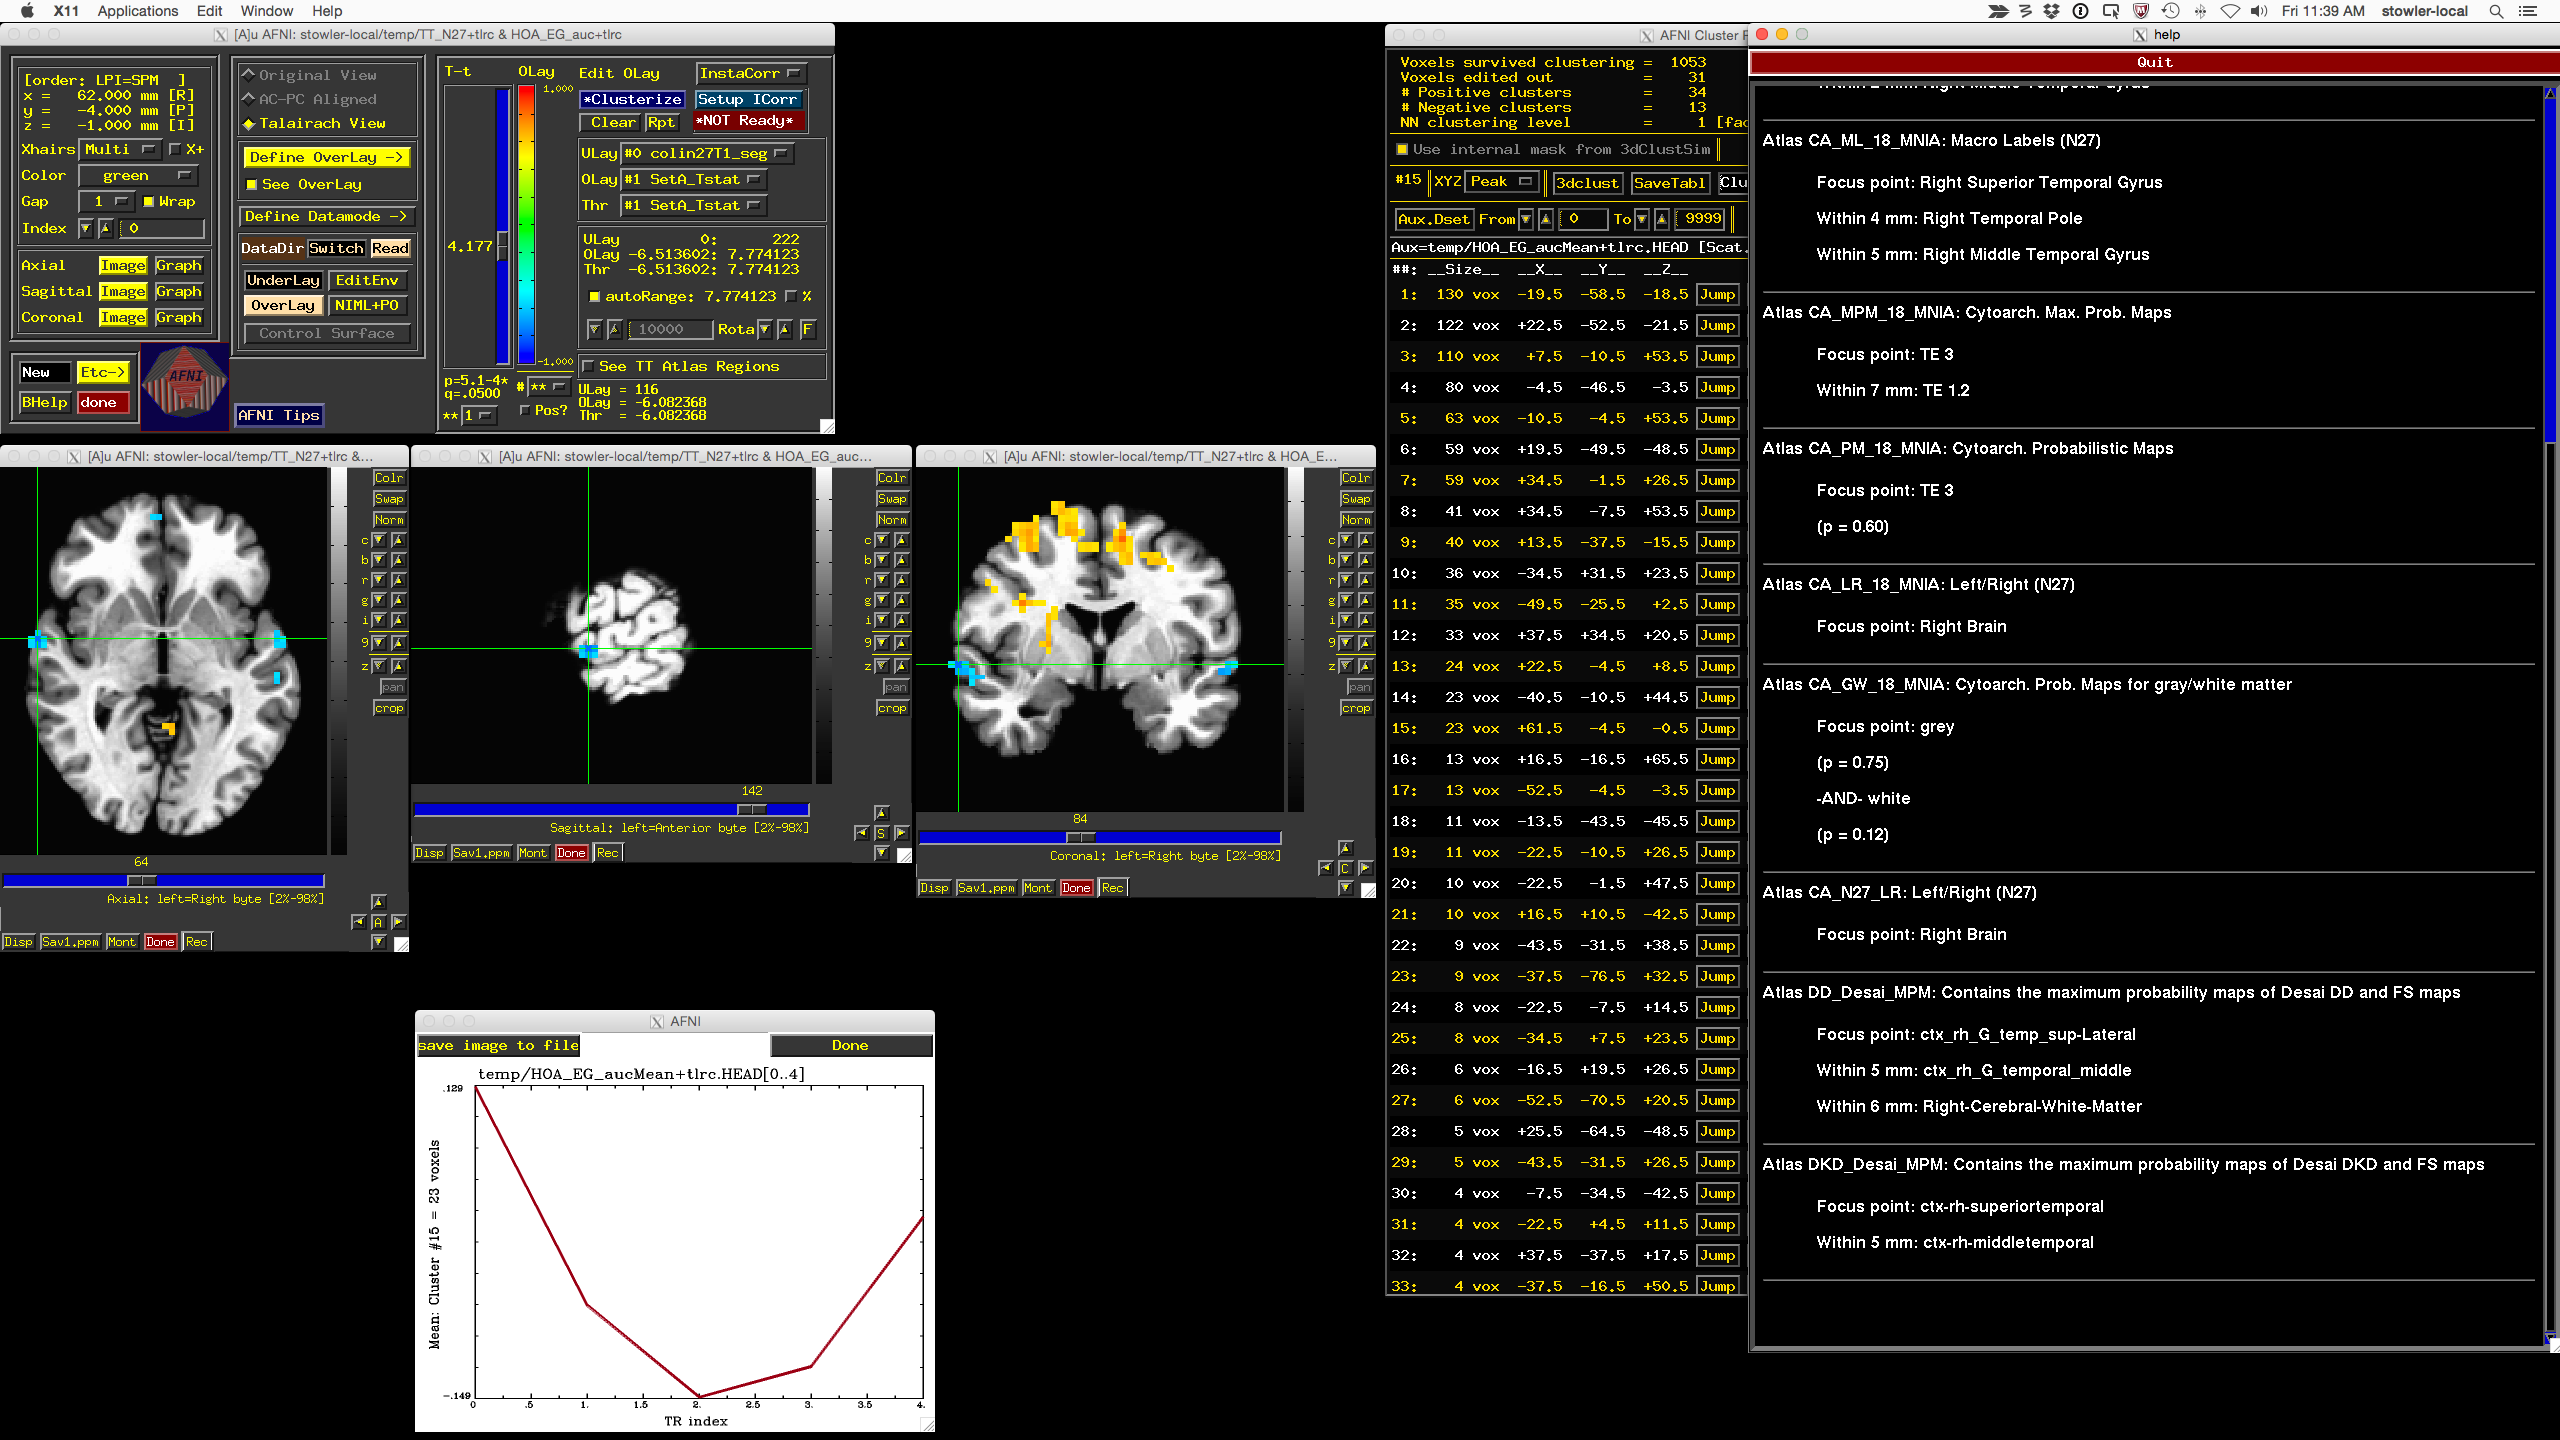 X11 Applications Edit Window Help
Fri 11:39 AM stowler-local
[A]u AFNI: stowler-local/temp/TT_N27+tlrc & HOA_EG_auc+tlrc
[order: LPI=SPM ]
x = 62.000 mm [R]
y = -4.000 mm [P]
z = -1.000 mm [I]
Xhairs Multi X+
Color green
Gap 1 Wrap
Index 0
Axial Image Graph
Sagittal Image Graph
Coronal Image Graph
New Etc->
BHelp done
AFNI
Original View
AC-PC Aligned
Talairach View
Define OverLay ->
See OverLay
Define Datamode ->
DataDir Switch Read
UnderLay EditEnv
OverLay NIML+PO
Control Surface
AFNI Tips
T-t
4.177
p=5.1-4*
q=.0500
** 1
OLay
1.000
-1.000
# **
Pos?
Edit OLay InstaCorr
*Clusterize Setup ICorr
Clear Rpt *NOT Ready*
ULay #0 colin27T1_seg
OLay #1 SetA_Tstat
Thr #1 SetA_Tstat
ULay 0: 222
OLay -6.513602: 7.774123
Thr -6.513602: 7.774123
autoRange: 7.774123 %
10000 Rota F
See TT Atlas Regions
ULay = 116
OLay = -6.082368
Thr = -6.082368
[A]u AFNI: stowler-local/temp/TT_N27+tlrc &...
Colr
Swap
Norm
c
b
r
g
i
9
z
pan
crop
64
Axial: left=Right byte [2%-98%]
A
Disp Sav1.ppm Mont Done Rec
[A]u AFNI: stowler-local/temp/TT_N27+tlrc & HOA_EG_auc...
Colr
Swap
Norm
c
b
r
g
i
9
z
pan
crop
142
Sagittal: left=Anterior byte [2%-98%]
S
Disp Sav1.ppm Mont Done Rec
[A]u AFNI: stowler-local/temp/TT_N27+tlrc & HOA_E...
Colr
Swap
Norm
c
b
r
g
i
9
z
pan
crop
84
Coronal: left=Right byte [2%-98%]
C
Disp Sav1.ppm Mont Done Rec
AFNI
save image to file Done
temp/HOA_EG_aucMean+tlrc.HEAD[0..4]
.129
Mean: Cluster #15 = 23 voxels
-.149
0 .5 1. 1.5 2. 2.5 3. 3.5 4.
TR index
AFNI Cluster R
Voxels survived clustering = 1053
Voxels edited out = 31
# Positive clusters = 34
# Negative clusters = 13
NN clustering level = 1 [fac
Use internal mask from 3dClustSim
#15 XYZ Peak 3dclust SaveTabl Clu
Aux.Dset From 0 To 9999
Aux=temp/HOA_EG_aucMean+tlrc.HEAD [Scat.
##: __Size__ __X__ __Y__ __Z__
1: 130 vox -19.5 -58.5 -18.5 Jump
2: 122 vox +22.5 -52.5 -21.5 Jump
3: 110 vox +7.5 -10.5 +53.5 Jump
4: 80 vox -4.5 -46.5 -3.5 Jump
5: 63 vox -10.5 -4.5 +53.5 Jump
6: 59 vox +19.5 -49.5 -48.5 Jump
7: 59 vox +34.5 -1.5 +26.5 Jump
8: 41 vox +34.5 -7.5 +53.5 Jump
9: 40 vox +13.5 -37.5 -15.5 Jump
10: 36 vox -34.5 +31.5 +23.5 Jump
11: 35 vox -49.5 -25.5 +2.5 Jump
12: 33 vox +37.5 +34.5 +20.5 Jump
13: 24 vox +22.5 -4.5 +8.5 Jump
14: 23 vox -40.5 -10.5 +44.5 Jump
15: 23 vox +61.5 -4.5 -0.5 Jump
16: 13 vox +16.5 -16.5 +65.5 Jump
17: 13 vox -52.5 -4.5 -3.5 Jump
18: 11 vox -13.5 -43.5 -45.5 Jump
19: 11 vox -22.5 -10.5 +26.5 Jump
20: 10 vox -22.5 -1.5 +47.5 Jump
21: 10 vox +16.5 +10.5 -42.5 Jump
22: 9 vox -43.5 -31.5 +38.5 Jump
23: 9 vox -37.5 -76.5 +32.5 Jump
24: 8 vox -22.5 -7.5 +14.5 Jump
25: 8 vox -34.5 +7.5 +23.5 Jump
26: 6 vox -16.5 +19.5 +26.5 Jump
27: 6 vox -52.5 -70.5 +20.5 Jump
28: 5 vox +25.5 -64.5 -48.5 Jump
29: 5 vox -43.5 -31.5 +26.5 Jump
30: 4 vox -7.5 -34.5 -42.5 Jump
31: 4 vox -22.5 +4.5 +11.5 Jump
32: 4 vox +37.5 -37.5 +17.5 Jump
33: 4 vox -37.5 -16.5 +50.5 Jump
help
Quit
Within 2 mm: Right Middle Temporal Gyrus
Atlas CA_ML_18_MNIA: Macro Labels (N27)
Focus point: Right Superior Temporal Gyrus
Within 4 mm: Right Temporal Pole
Within 5 mm: Right Middle Temporal Gyrus
Atlas CA_MPM_18_MNIA: Cytoarch. Max. Prob. Maps
Focus point: TE 3
Within 7 mm: TE 1.2
Atlas CA_PM_18_MNIA: Cytoarch. Probabilistic Maps
Focus point: TE 3
(p = 0.60)
Atlas CA_LR_18_MNIA: Left/Right (N27)
Focus point: Right Brain
Atlas CA_GW_18_MNIA: Cytoarch. Prob. Maps for gray/white matter
Focus point: grey
(p = 0.75)
-AND- white
(p = 0.12)
Atlas CA_N27_LR: Left/Right (N27)
Focus point: Right Brain
Atlas DD_Desai_MPM: Contains the maximum probability maps of Desai DD and FS maps
Focus point: ctx_rh_G_temp_sup-Lateral
Within 5 mm: ctx_rh_G_temporal_middle
Within 6 mm: Right-Cerebral-White-Matter
Atlas DKD_Desai_MPM: Contains the maximum probability maps of Desai DKD and FS maps
Focus point: ctx-rh-superiortemporal
Within 5 mm: ctx-rh-middletemporal